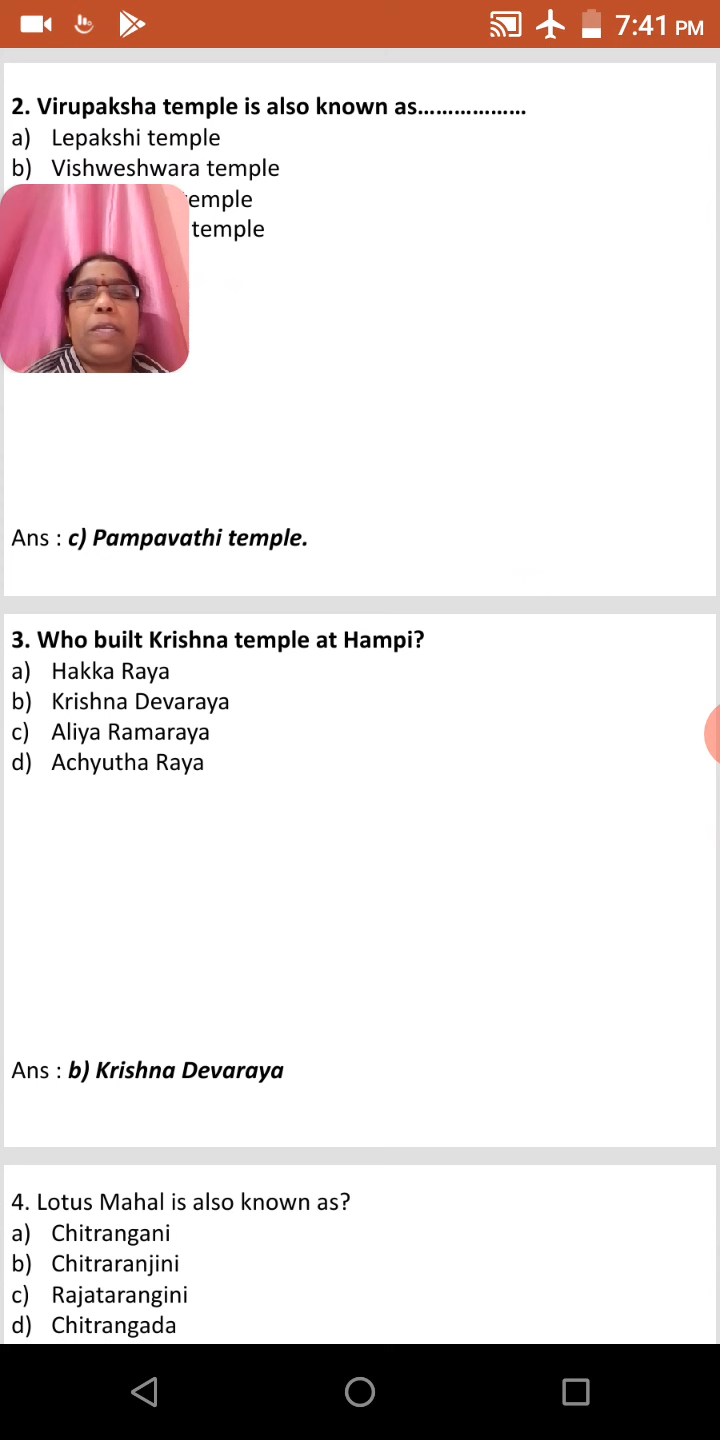 7:41 PM
2. Virupaksha temple is also known as..................
a) Lepakshi temple
b) Vishweshwara temple
temple
Ans : c) Pampavathi temple.
3. Who built Krishna temple at Hampi?
a) Hakka Raya
b) Krishna Devaraya
c) Aliya Ramaraya
d) Achyutha Raya
Ans : b) Krishna Devaraya
4. Lotus Mahal is also known as?
a) Chitrangani
b) Chitraranjini
c) Rajatarangini
d) Chitrangada